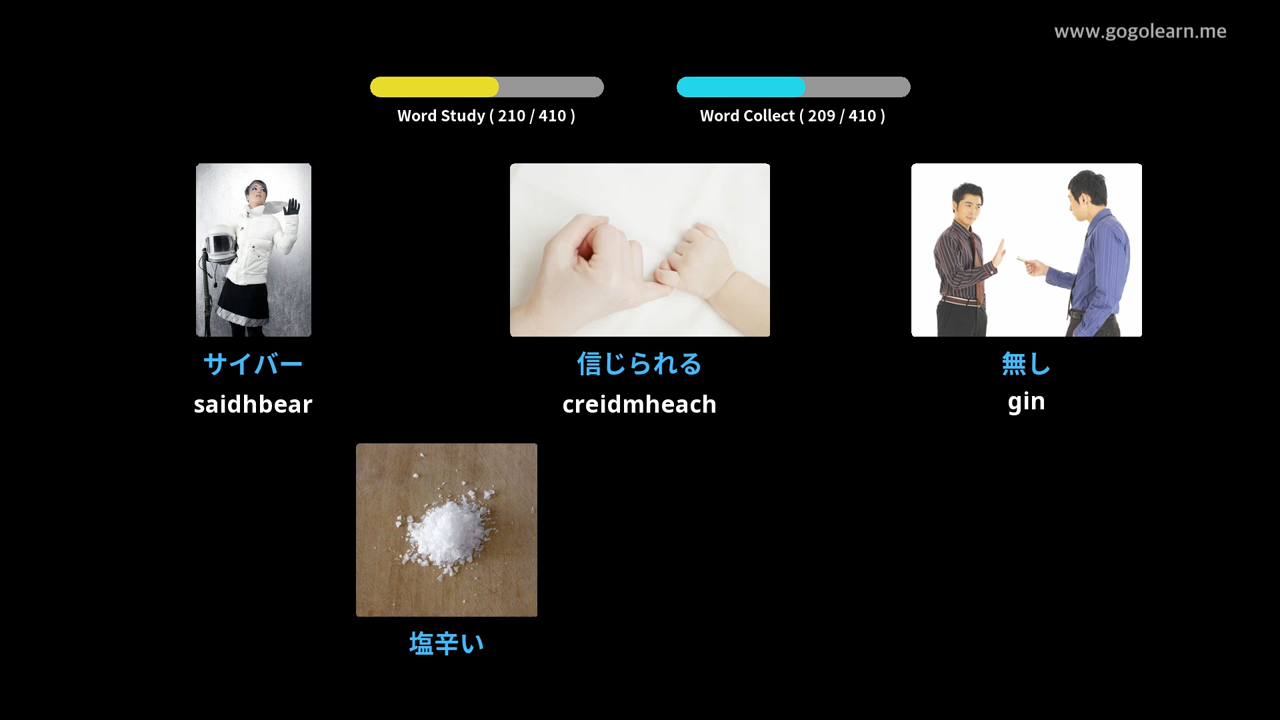 www.gogolearn.me
Word Study ( 210 / 410 )
Word Collect ( 209 / 410 )
サイバー
saidhbear
信じられる
creidmheach
無し
gin
塩辛い